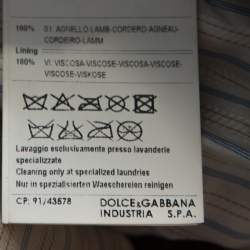 100% 01 AGNELLO-LAMB-CORDERO-AGNEAU-
CORDEIRO-LAMM
Lining
100% VI VISCOSA-VISCOSE-VISCOSA-VISCOSE-
VISCOSE-VISKOSE
Lavaggio esclusivamente presso lavanderie
specializzate
Cleaning only at specialized laundries
Nur in spezialisierten Waeschereien reinigen
CP: 91/43578
DOLCE&GABBANA
INDUSTRIA S.P.A.